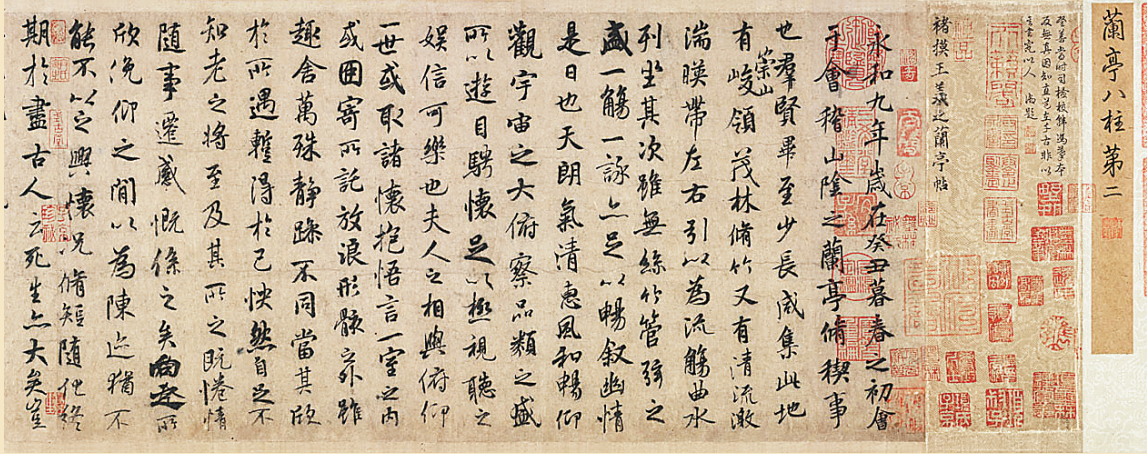 蘭亭八柱第二
褚摸王羲之蘭亭帖
永和九年歲在癸丑暮春之初會
于會稽山陰之蘭亭脩稧事
也羣賢畢至少長咸集此地
有崇山峻領茂林脩竹又有清流激
湍暎帶左右引以為流觴曲水
列坐其次雖無絲竹管弦之
盛一觴一詠亦足以暢敘幽情
是日也天朗氣清惠風和暢仰
觀宇宙之大俯察品類之盛
所以遊目騁懷足以極視聽之
娛信可樂也夫人之相與俯仰
一世或取諸懷抱悟言一室之內
或因寄所託放浪形骸之外雖
趣舍萬殊靜躁不同當其欣
於所遇蹔得於己怏然自足不
知老之將至及其所之既惓情
隨事遷感慨係之矣向之所
欣俛仰之閒以為陳迹猶不
能不以之興懷況脩短隨化終
期於盡古人云死生亦大矣豈